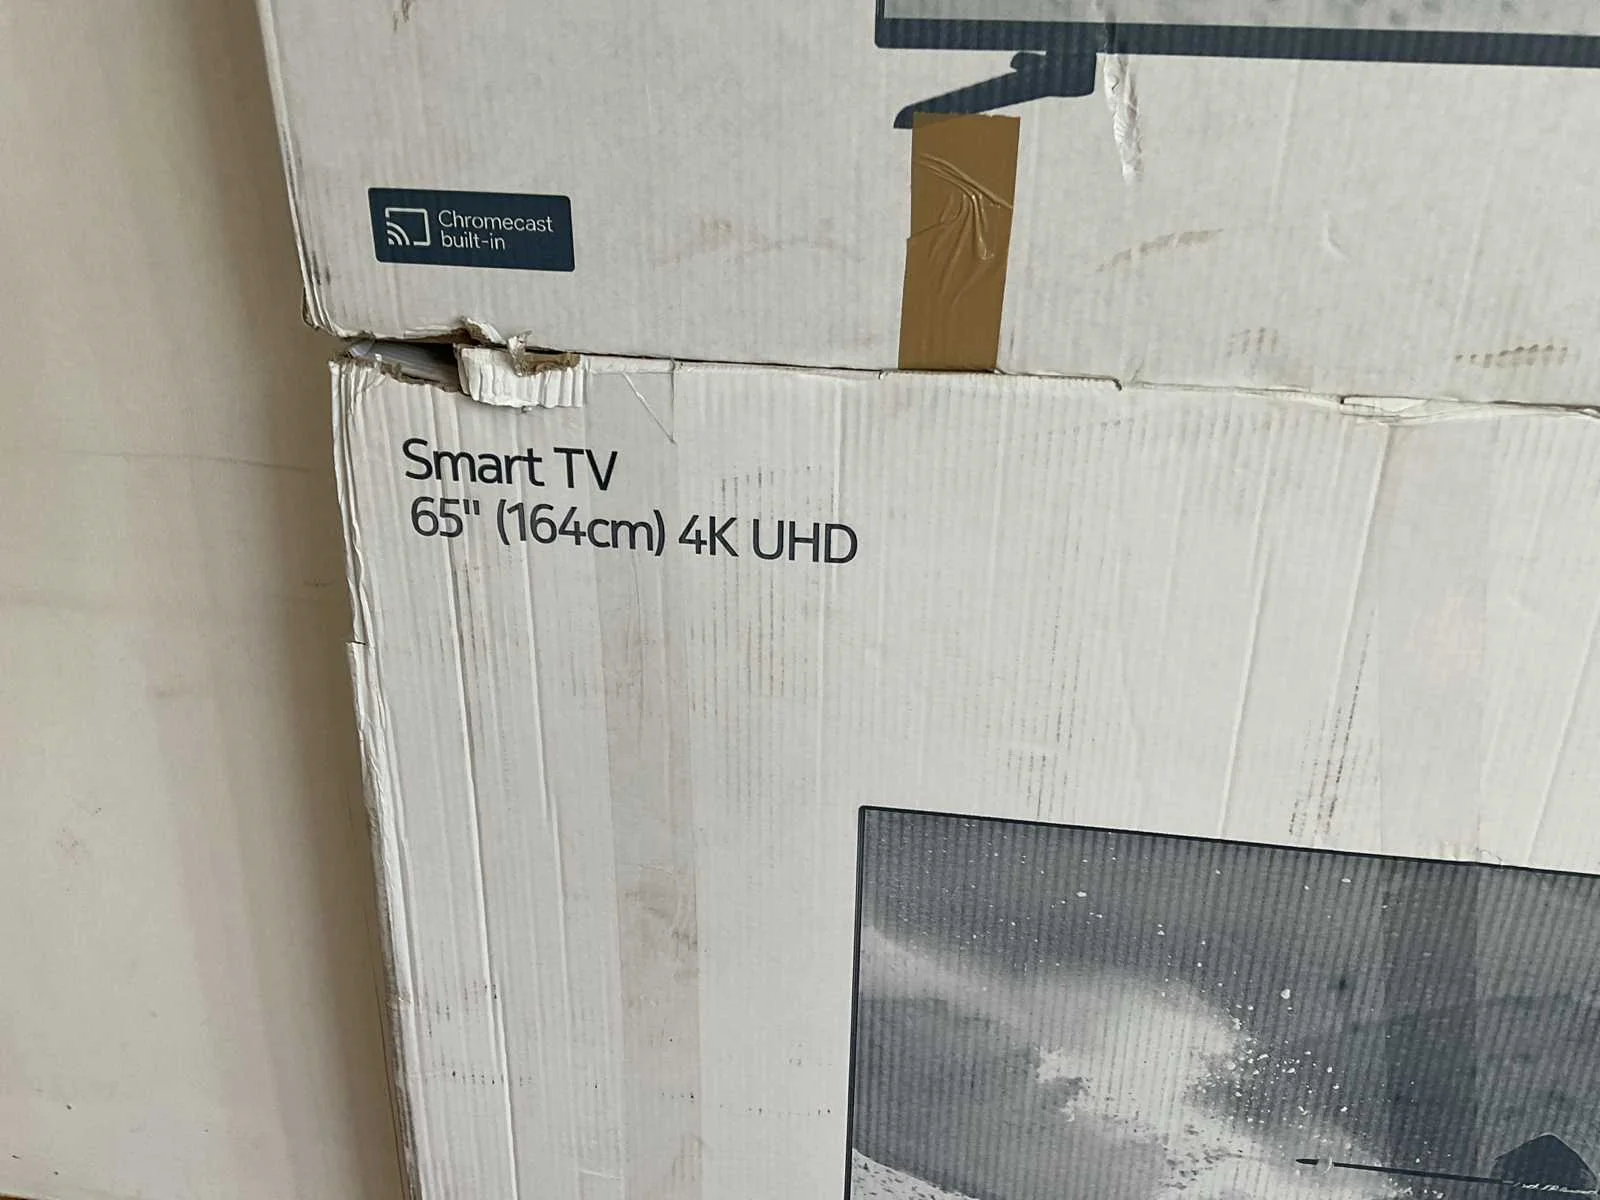 Chromecast
built-in
Smart TV
65" (164cm) 4K UHD